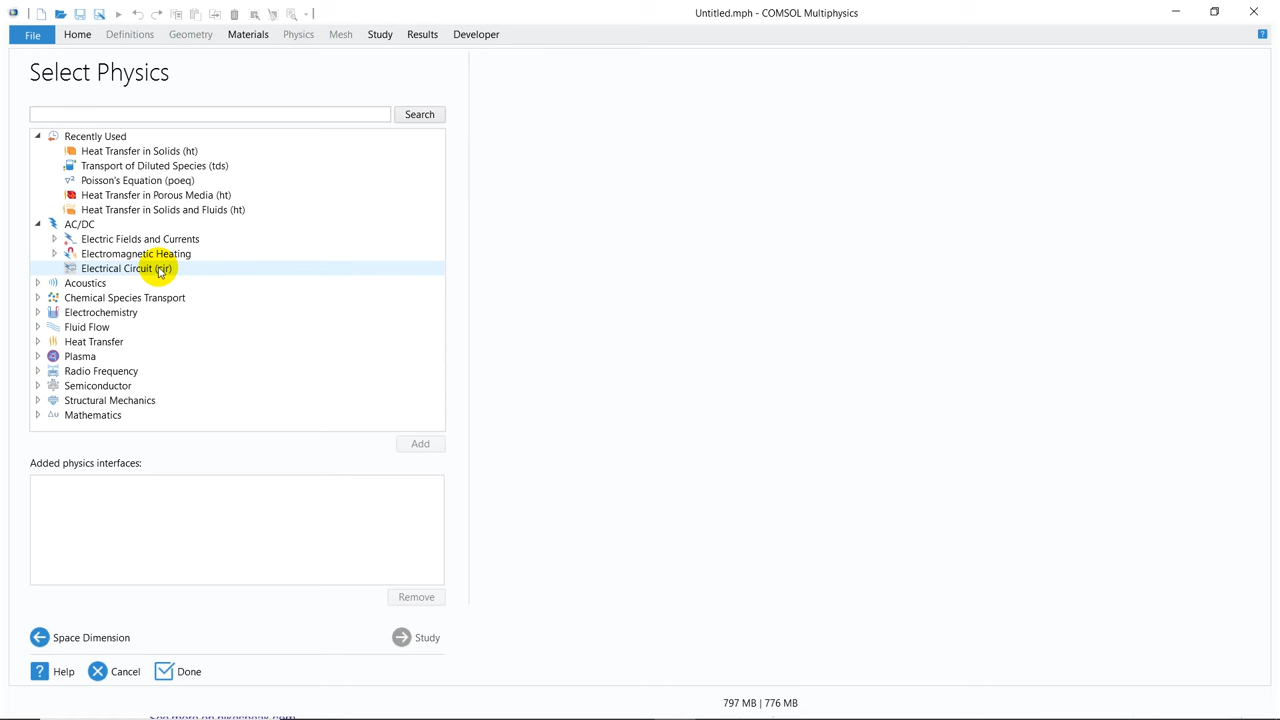 Untitled.mph - COMSOL Multiphysics
File Home Definitions Geometry Materials Physics Mesh Study Results Developer
Select Physics
Search
Recently Used
Heat Transfer in Solids (ht)
Transport of Diluted Species (tds)
Poisson's Equation (poeq)
Heat Transfer in Porous Media (ht)
Heat Transfer in Solids and Fluids (ht)
AC/DC
Electric Fields and Currents
Electromagnetic Heating
Electrical Circuit (cir)
Acoustics
Chemical Species Transport
Electrochemistry
Fluid Flow
Heat Transfer
Plasma
Radio Frequency
Semiconductor
Structural Mechanics
Mathematics
Add
Added physics interfaces:
Remove
Space Dimension Study
Help Cancel Done
797 MB | 776 MB